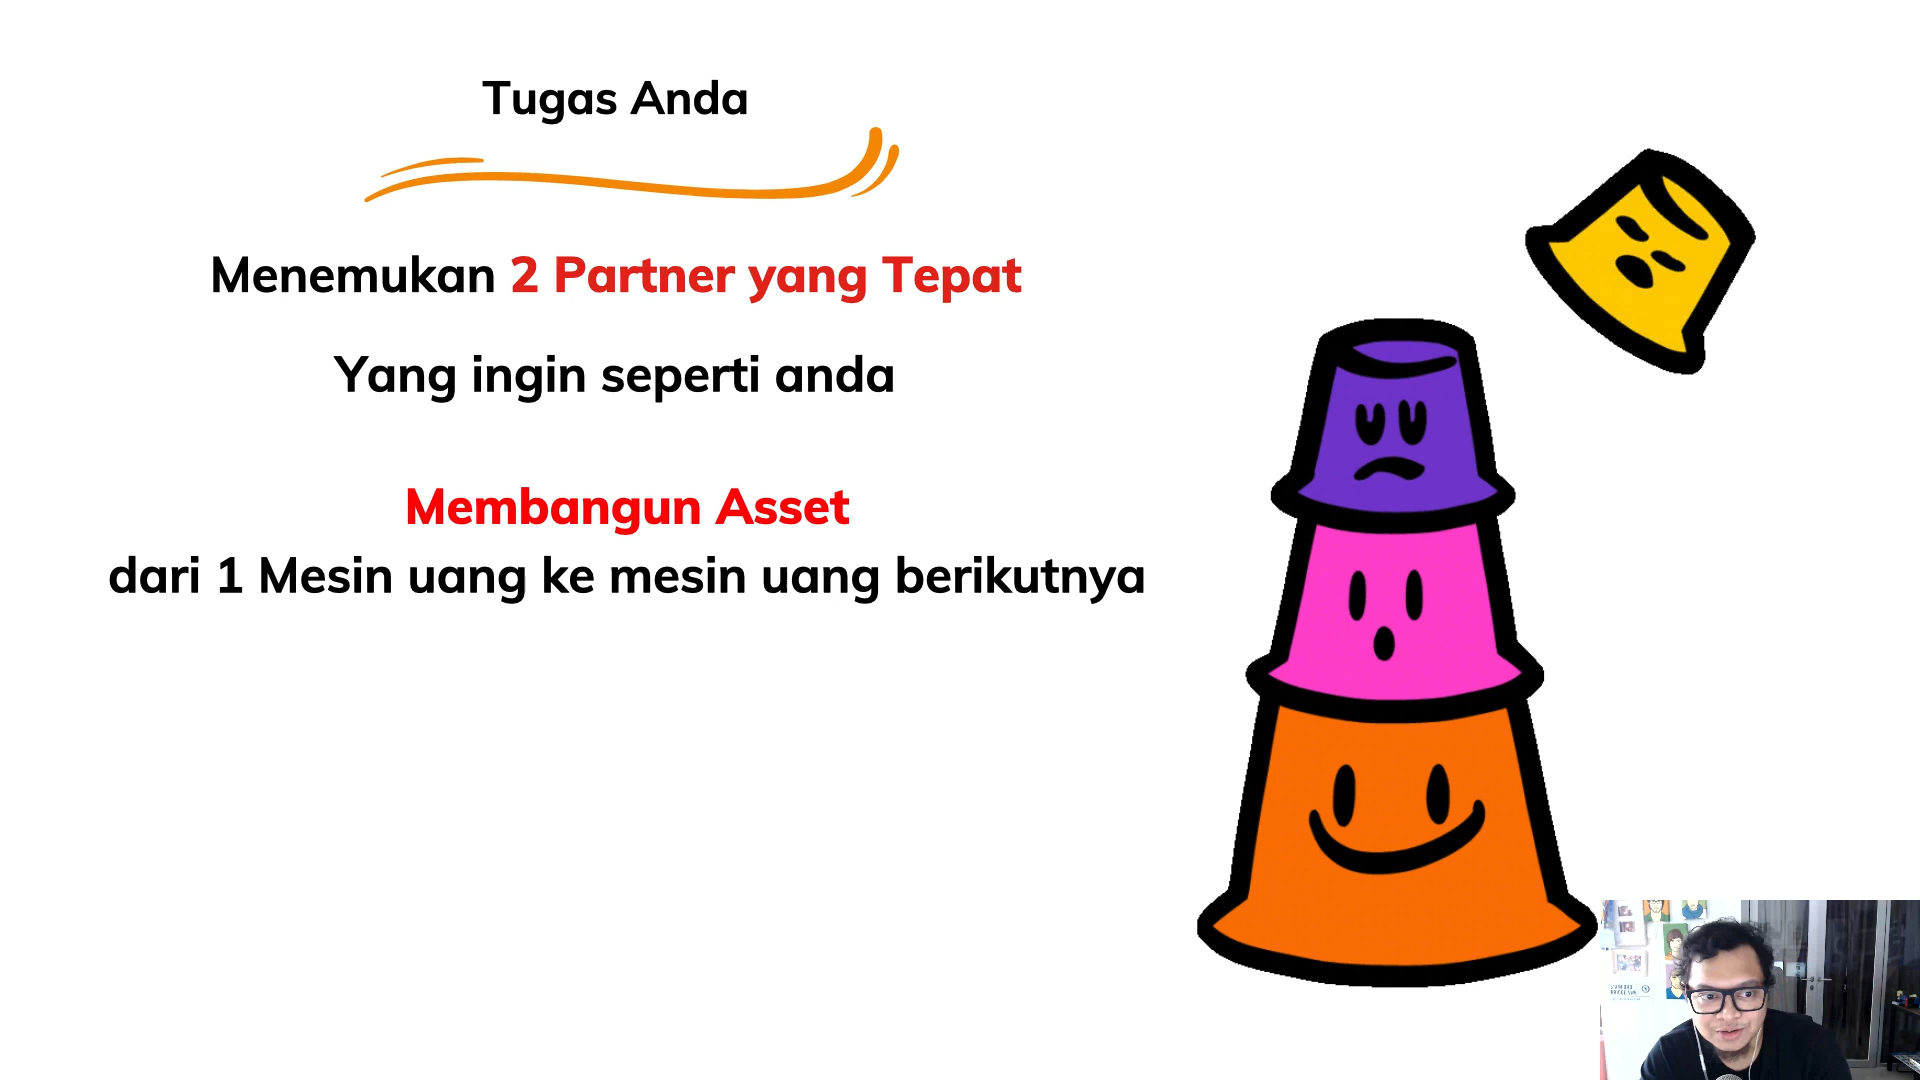 Tugas Anda
Menemukan 2 Partner yang Tepat
Yang ingin seperti anda
Membangun Asset
dari 1 Mesin uang ke mesin uang berikutnya